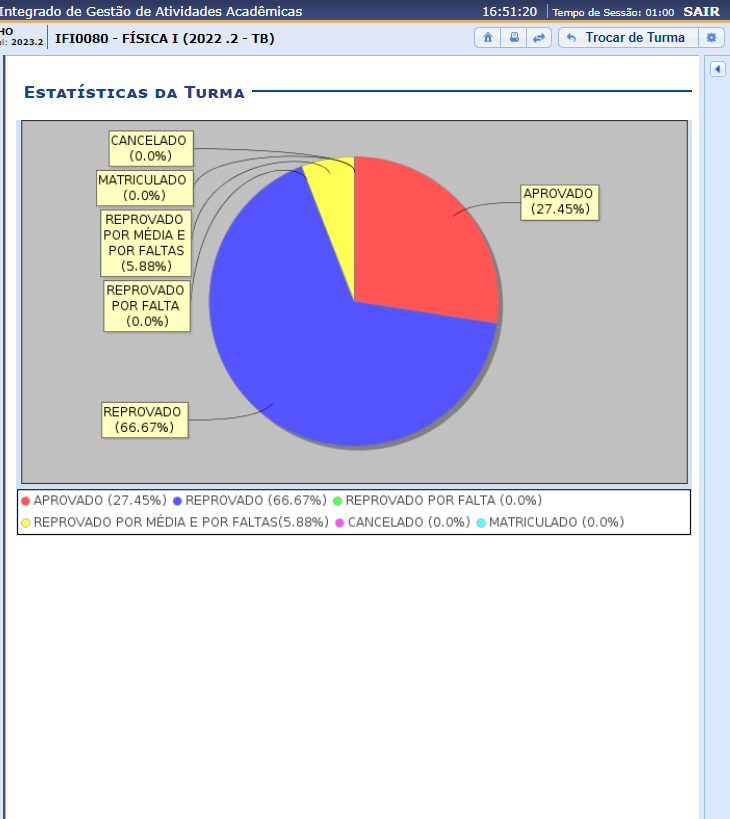 Integrado de Gestão de Atividades Acadêmicas 16:51:20 Tempo de Sessão: 01:00 SAIR
HO
el: 2023.2 IFI0080 - FÍSICA I (2022 .2 - TB) Trocar de Turma
ESTATÍSTICAS DA TURMA
CANCELADO
(0.0%)
MATRICULADO
(0.0%)
REPROVADO
POR MÉDIA E
POR FALTAS
(5.88%)
REPROVADO
POR FALTA
(0.0%)
REPROVADO
(66.67%)
APROVADO
(27.45%)
APROVADO (27.45%) REPROVADO (66.67%) REPROVADO POR FALTA (0.0%)
REPROVADO POR MÉDIA E POR FALTAS(5.88%) CANCELADO (0.0%) MATRICULADO (0.0%)